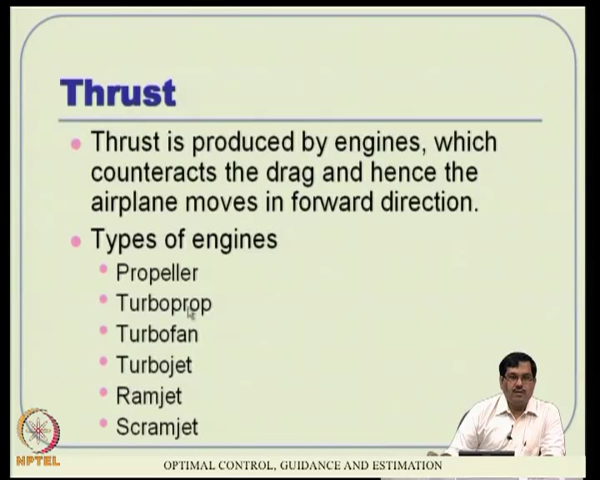 Thrust
• Thrust is produced by engines, which
counteracts the drag and hence the
airplane moves in forward direction.
• Types of engines
• Propeller
• Turboprop
• Turbofan
• Turbojet
• Ramjet
• Scramjet
NPTEL
OPTIMAL CONTROL, GUIDANCE AND ESTIMATION